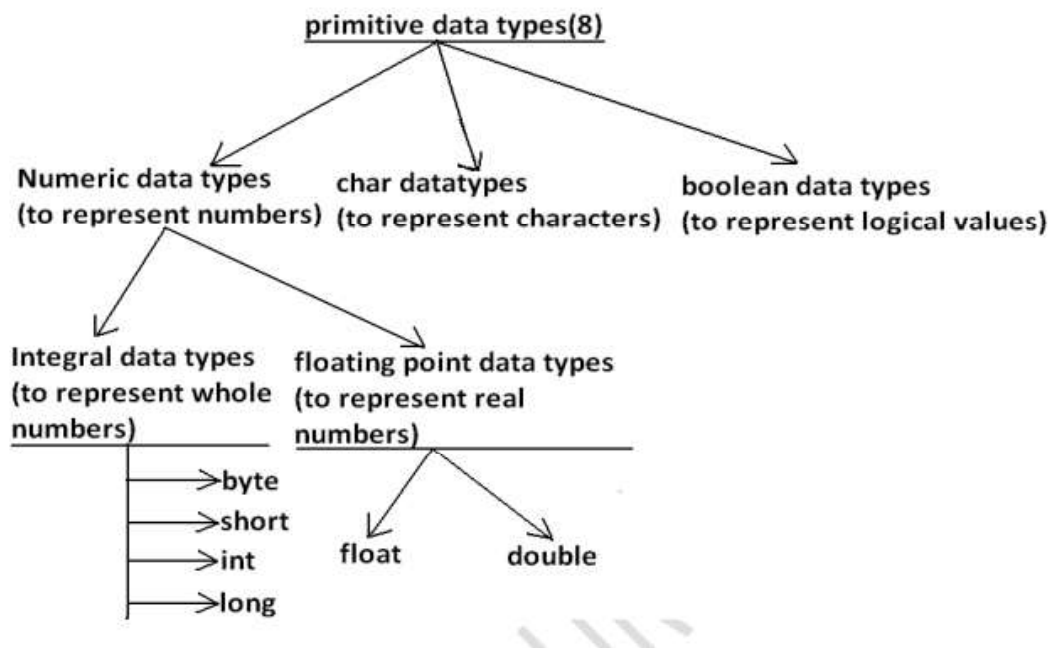 primitive data types(8)
Numeric data types
(to represent numbers)
char datatypes
(to represent characters)
boolean data types
(to represent logical values)
Integral data types
(to represent whole
numbers)
floating point data types
(to represent real
numbers)
byte
short
int
long
float
double